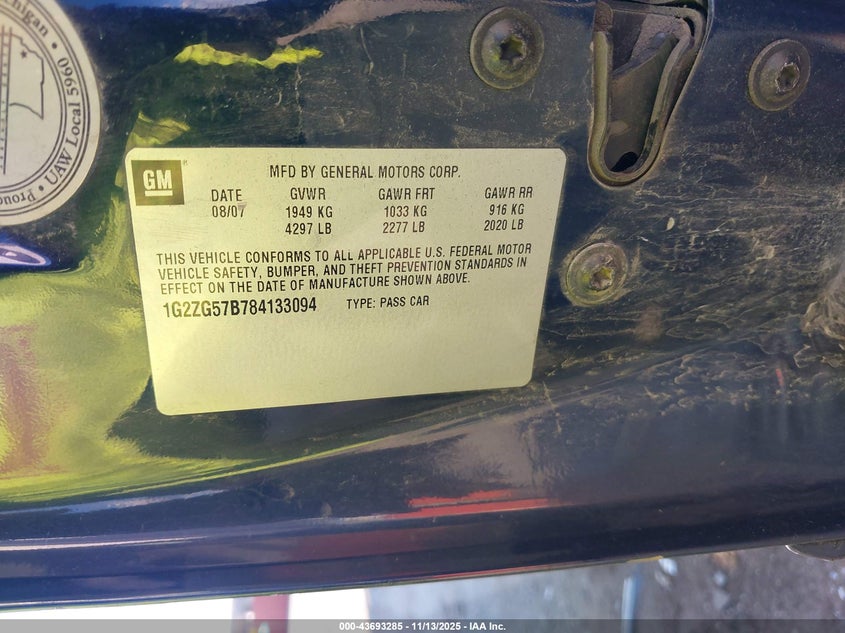 Michigan
Proud
UAW Local 5960
GM
MFD BY GENERAL MOTORS CORP.
DATE GVWR GAWR FRT GAWR RR
08/07 1949 KG 1033 KG 916 KG
4297 LB 2277 LB 2020 LB
THIS VEHICLE CONFORMS TO ALL APPLICABLE U.S. FEDERAL MOTOR
VEHICLE SAFETY, BUMPER, AND THEFT PREVENTION STANDARDS IN
EFFECT ON THE DATE OF MANUFACTURE SHOWN ABOVE.
1G2ZG57B784133094 TYPE: PASS CAR
000-43693285 - 11/13/2025 - IAA Inc.